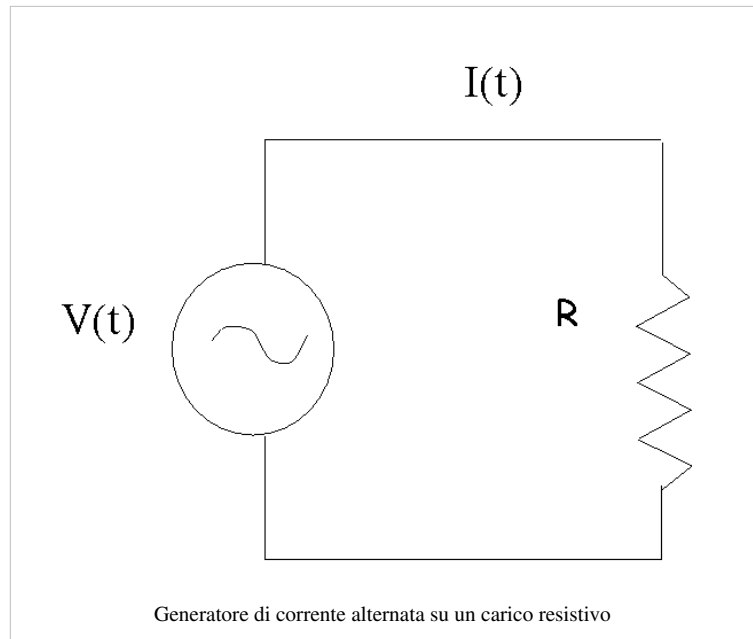 I(t)
V(t)
R
Generatore di corrente alternata su un carico resistivo